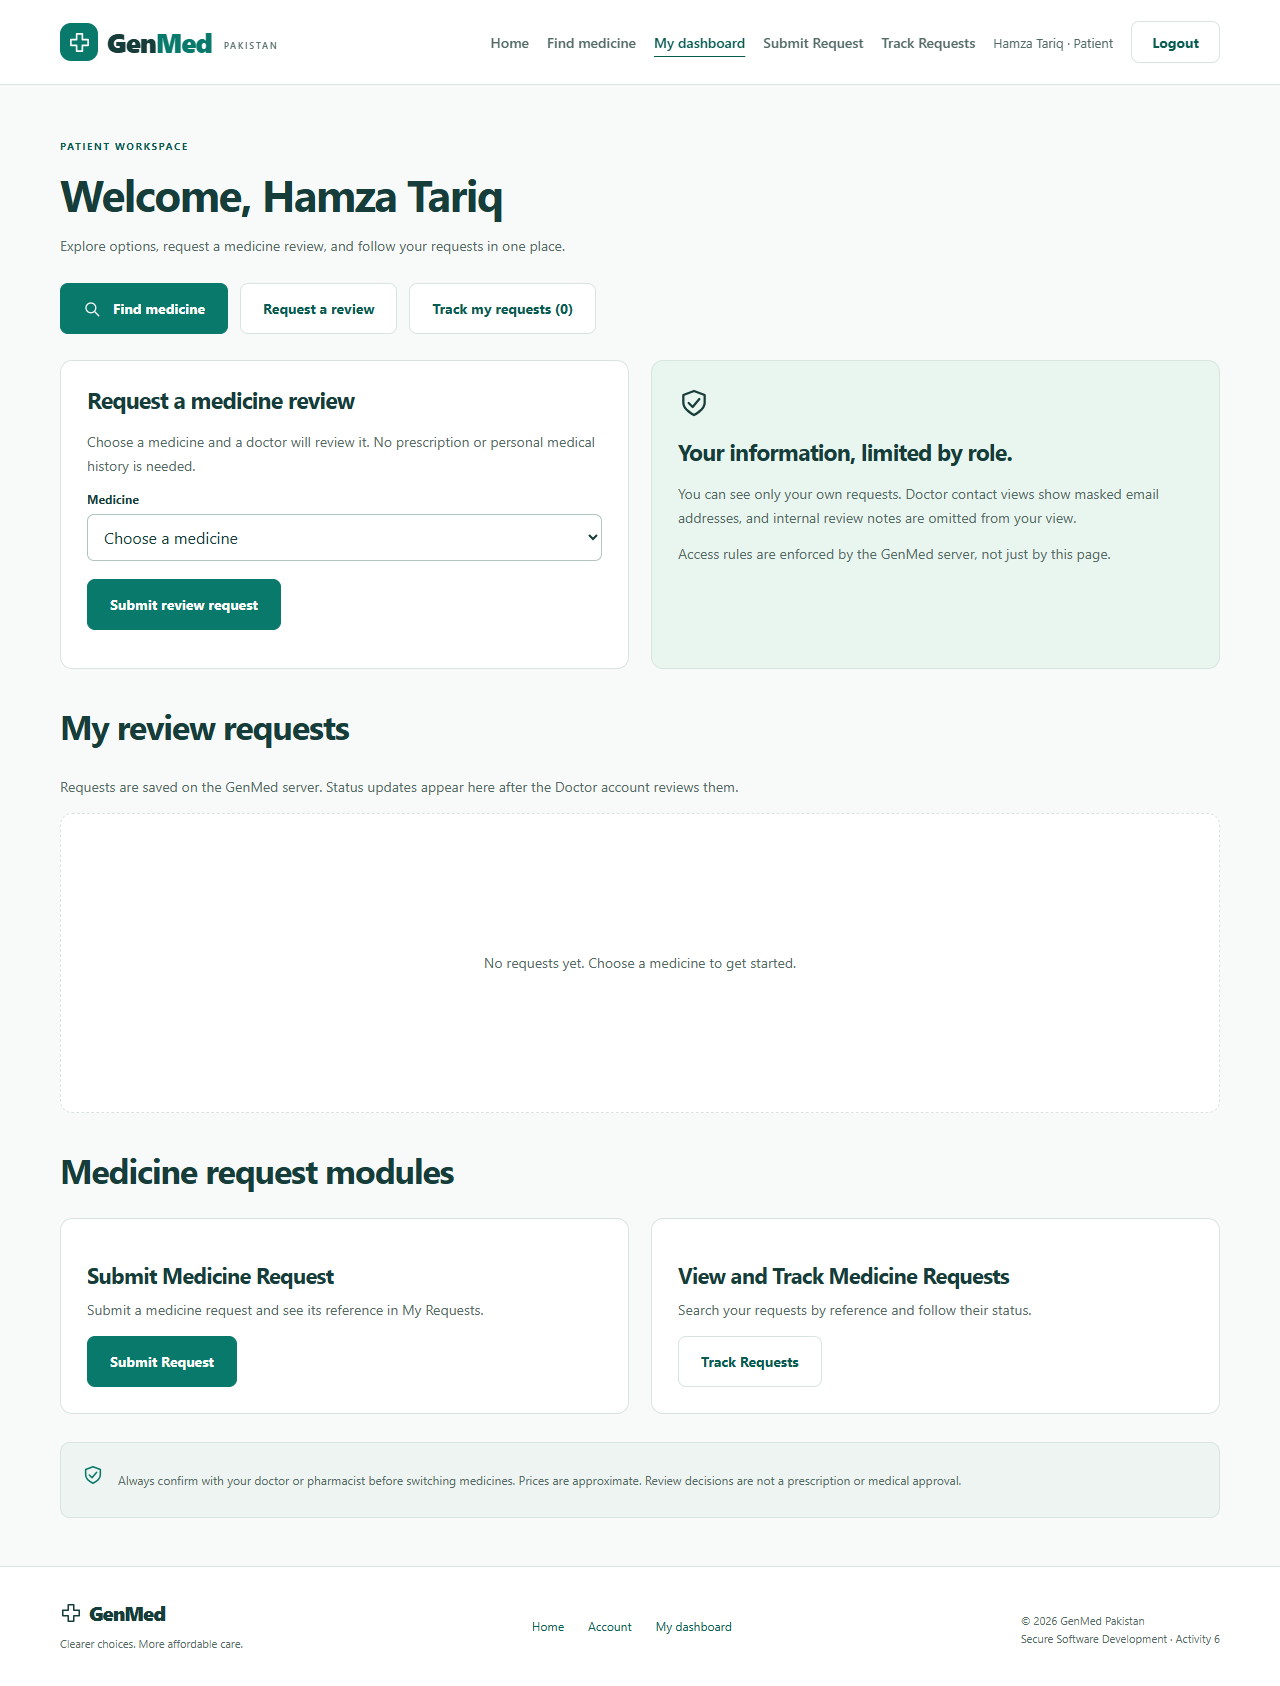 GenMed PAKISTAN
Home Find medicine My dashboard Submit Request Track Requests Hamza Tariq · Patient Logout
PATIENT WORKSPACE
Welcome, Hamza Tariq
Explore options, request a medicine review, and follow your requests in one place.
Find medicine Request a review Track my requests (0)
Request a medicine review
Choose a medicine and a doctor will review it. No prescription or personal medical
history is needed.
Medicine
Choose a medicine
Submit review request
Your information, limited by role.
You can see only your own requests. Doctor contact views show masked email
addresses, and internal review notes are omitted from your view.
Access rules are enforced by the GenMed server, not just by this page.
My review requests
Requests are saved on the GenMed server. Status updates appear here after the Doctor account reviews them.
No requests yet. Choose a medicine to get started.
Medicine request modules
Submit Medicine Request
Submit a medicine request and see its reference in My Requests.
Submit Request
View and Track Medicine Requests
Search your requests by reference and follow their status.
Track Requests
Always confirm with your doctor or pharmacist before switching medicines. Prices are approximate. Review decisions are not a prescription or medical approval.
GenMed
Clearer choices. More affordable care.
Home Account My dashboard
© 2026 GenMed Pakistan
Secure Software Development · Activity 6